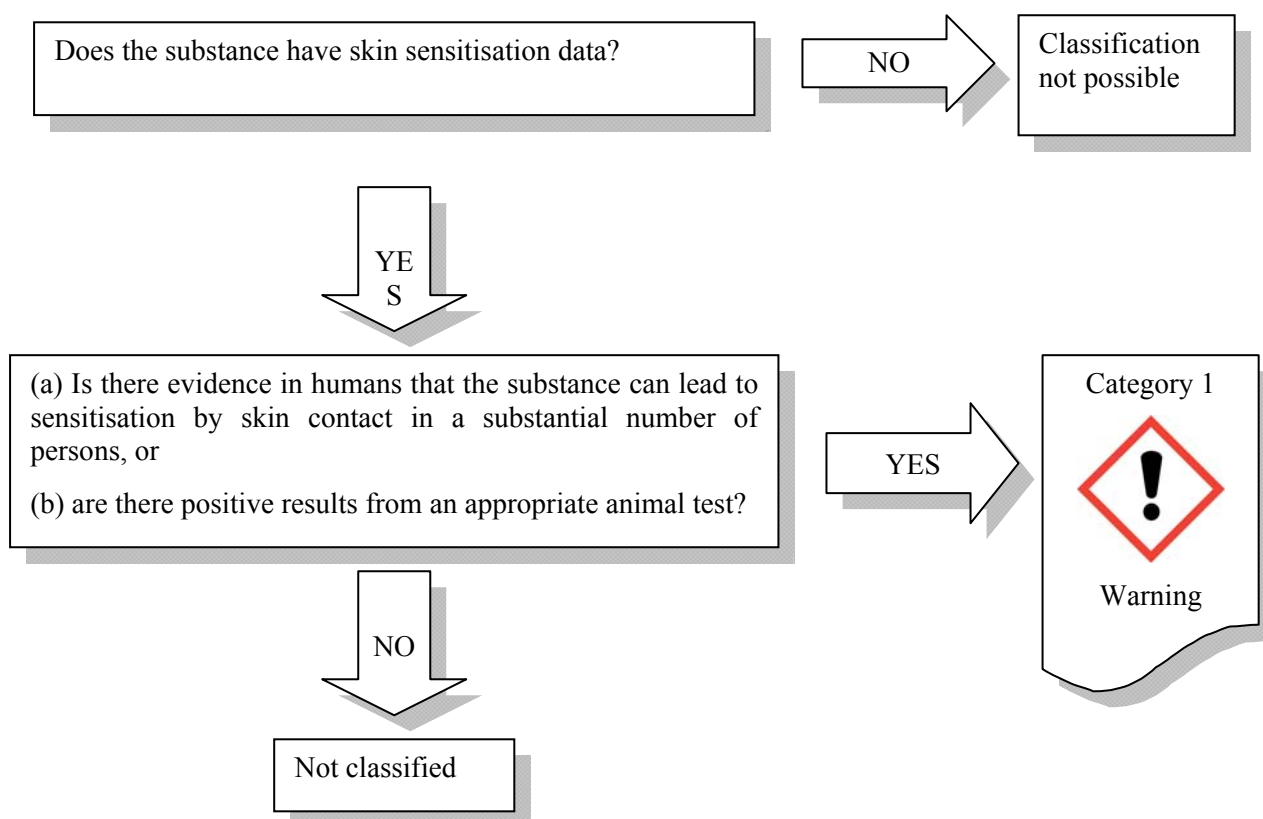 Does the substance have skin sensitisation data?
NO
Classification
not possible
YE
S
(a) Is there evidence in humans that the substance can lead to
sensitisation by skin contact in a substantial number of
persons, or
(b) are there positive results from an appropriate animal test?
YES
Category 1
Warning
NO
Not classified